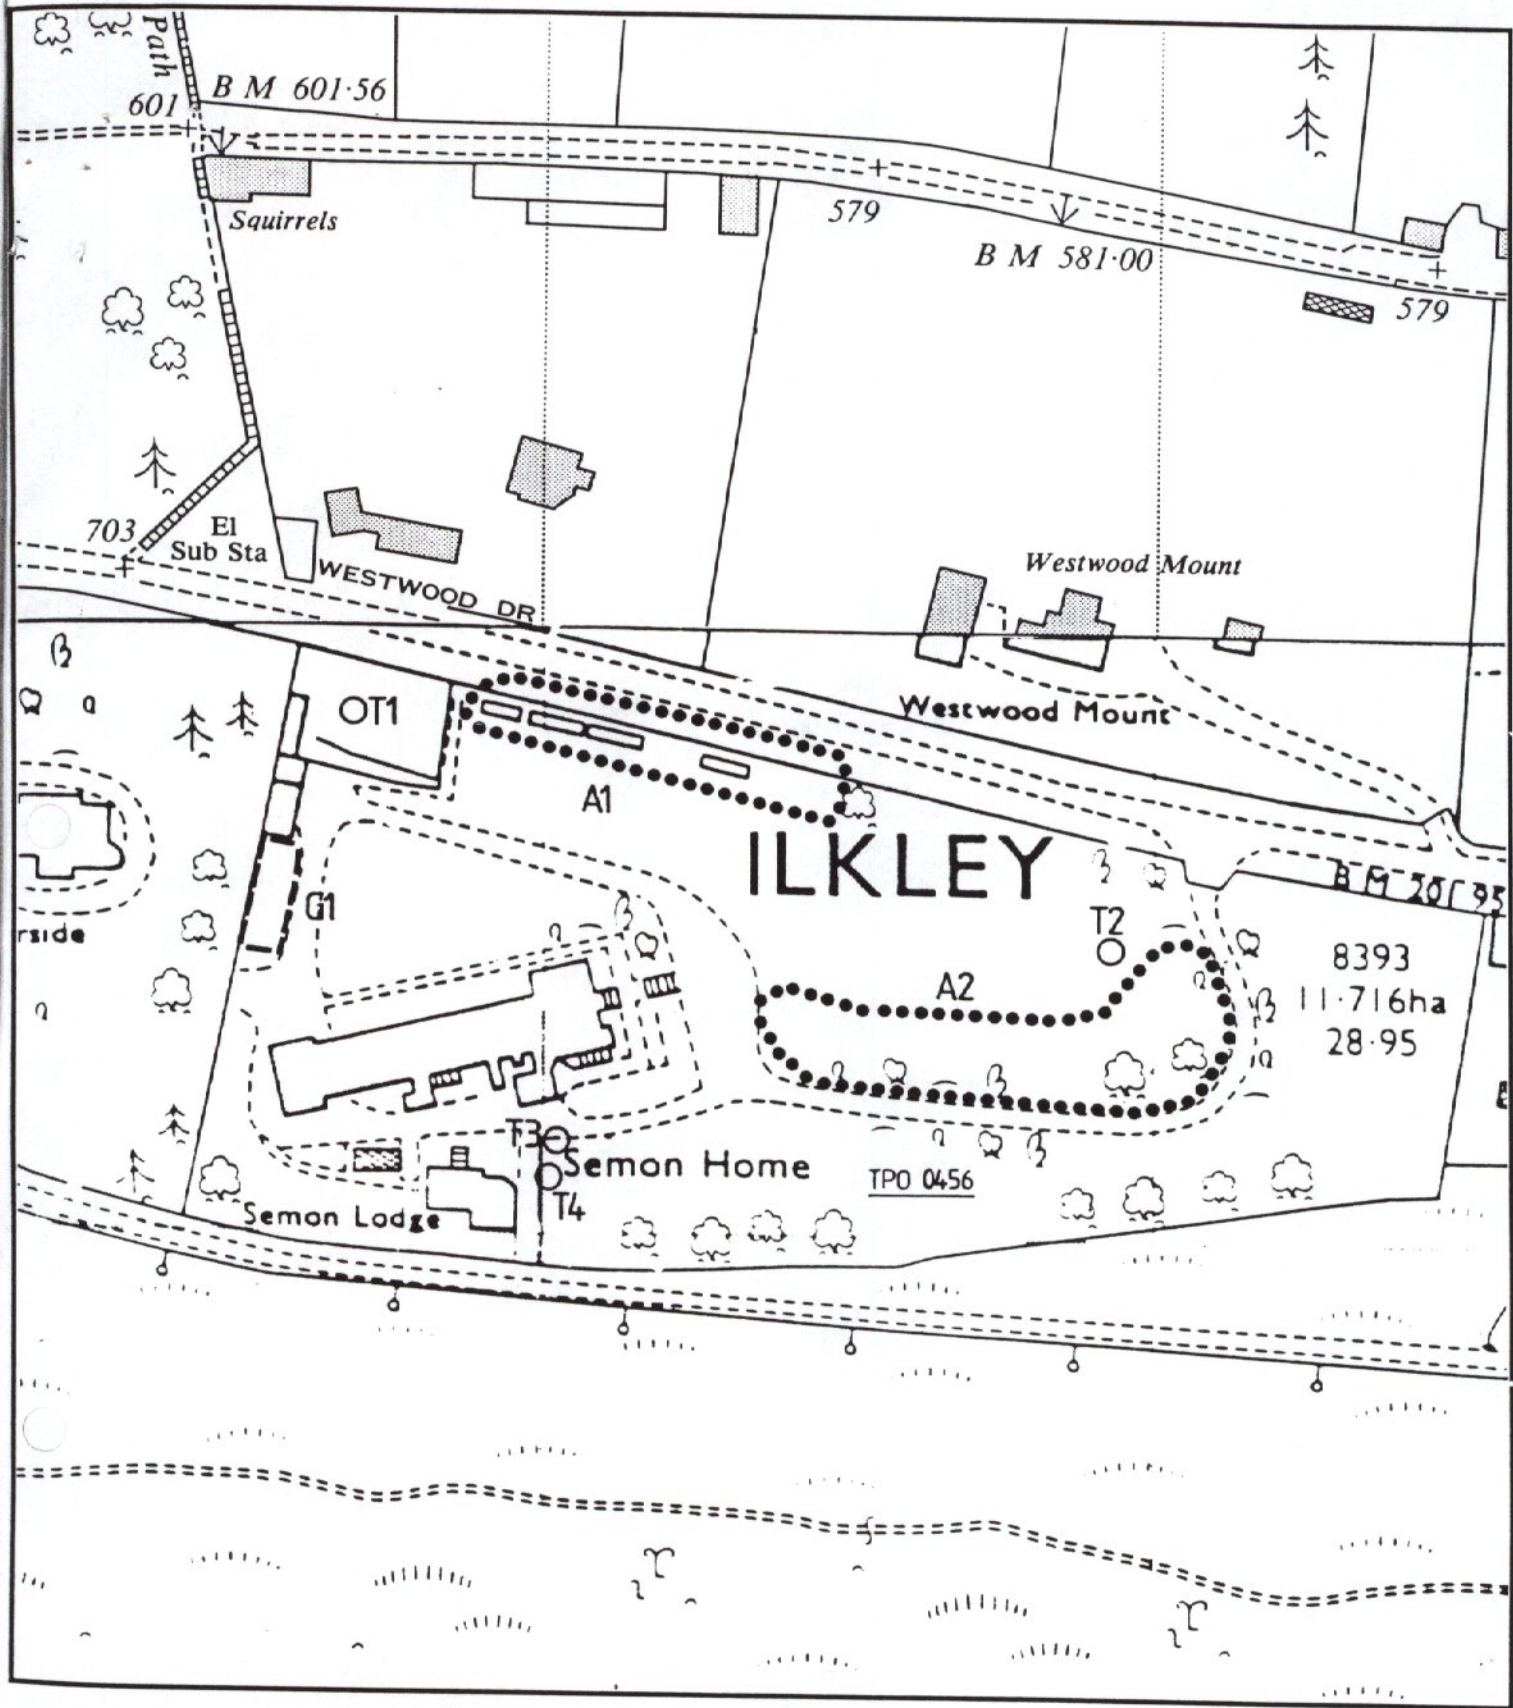 Path
B M 601·56
601
Squirrels
579
B M 581·00
579
703
El
Sub Sta
WESTWOOD DR
Westwood Mount
OT1
Westwood Mount
A1
ILKLEY
G1
rside
T2
A2
8393
11·716ha
28·95
T3
Semon Home
TPO 0456
T4
Semon Lodge